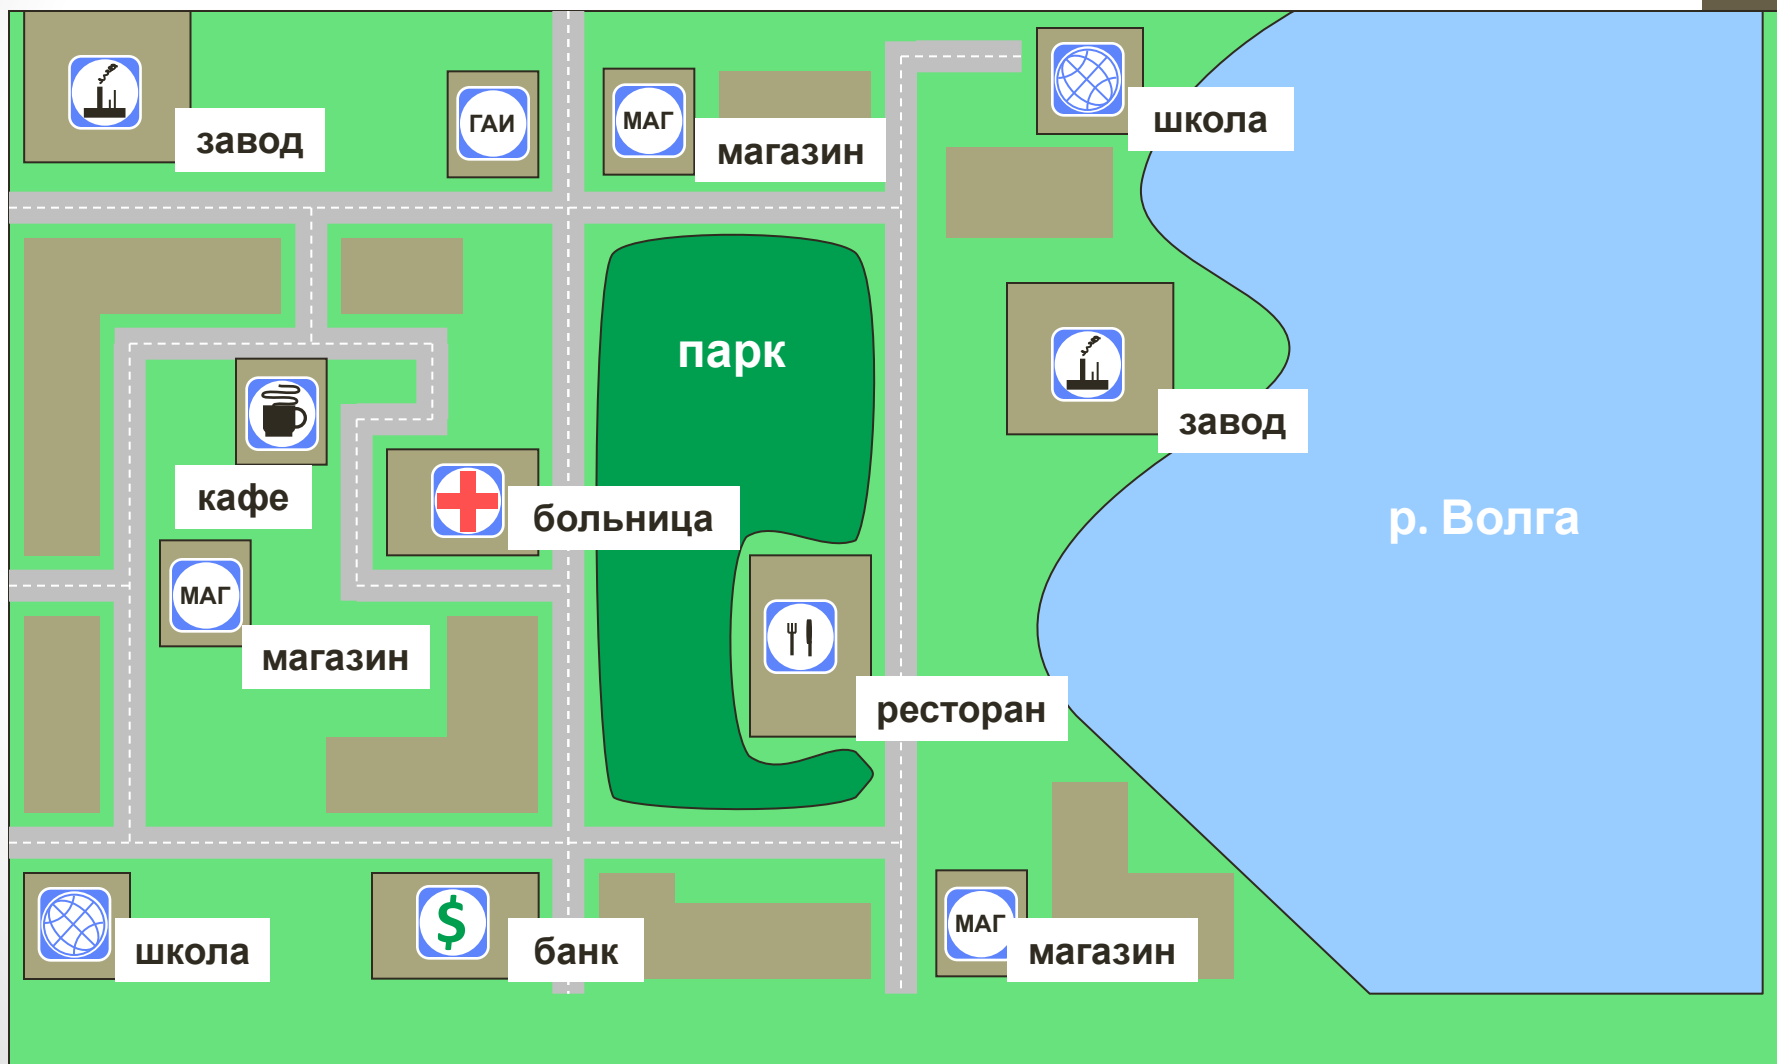 завод
ГАИ
МАГ
магазин
школа
парк
завод
кафе
больница
р. Волга
МАГ
магазин
ресторан
школа
$
банк
МАГ
магазин